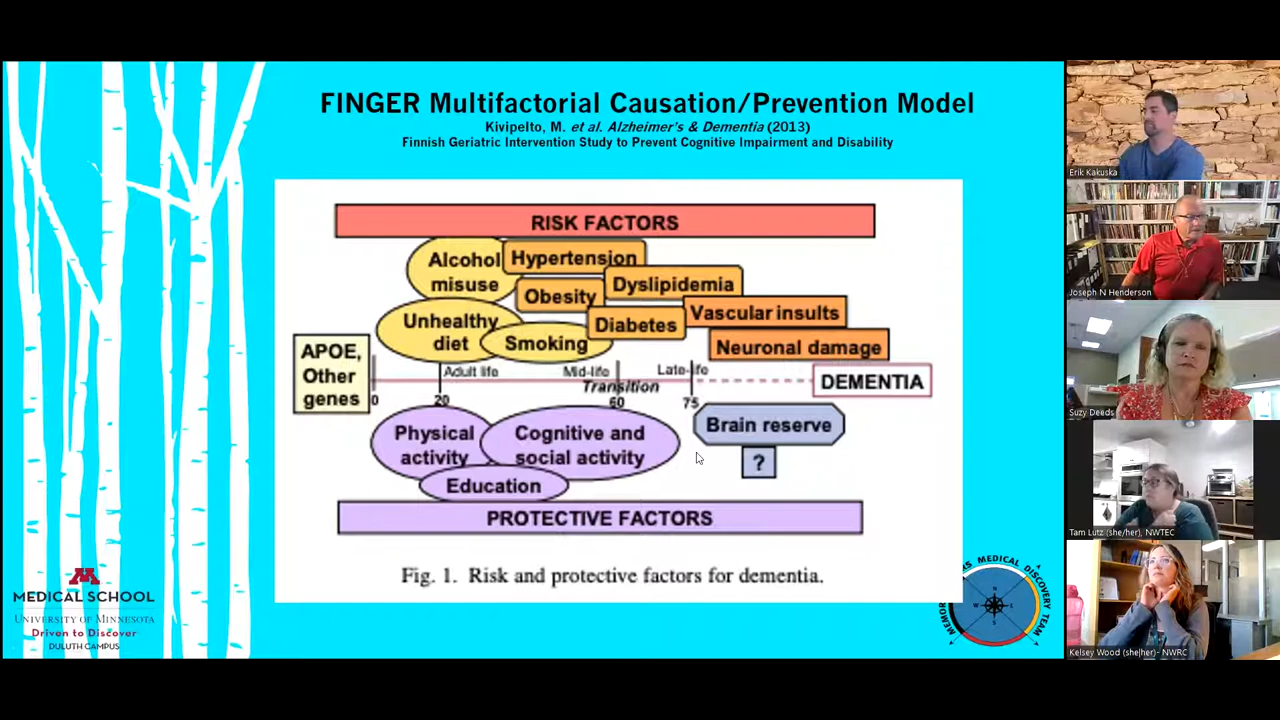 FINGER Multifactorial Causation/Prevention Model
Kivipelto, M. et al. Alzheimer's & Dementia (2013)
Finnish Geriatric Intervention Study to Prevent Cognitive Impairment and Disability
RISK FACTORS
Alcohol
misuse
Hypertension
Obesity
Dyslipidemia
Unhealthy
diet
Smoking
Diabetes
Vascular insults
Neuronal damage
APOE,
Other
genes
Adult life
Mid-life
Late-life
Transition
0
20
60
75
DEMENTIA
Physical
activity
Cognitive and
social activity
Education
Brain reserve
?
PROTECTIVE FACTORS
Fig. 1. Risk and protective factors for dementia.
M
MEDICAL SCHOOL
UNIVERSITY OF MINNESOTA
Driven to Discover
DULUTH CAMPUS
MEDICAL DISCOVERY
TEAM
N
W
E
S
Erik Kakuska
Joseph N Henderson
Suzy Deeds
Tam Lutz (she/her), NWTEC
Kelsey Wood (she/her)- NWRC